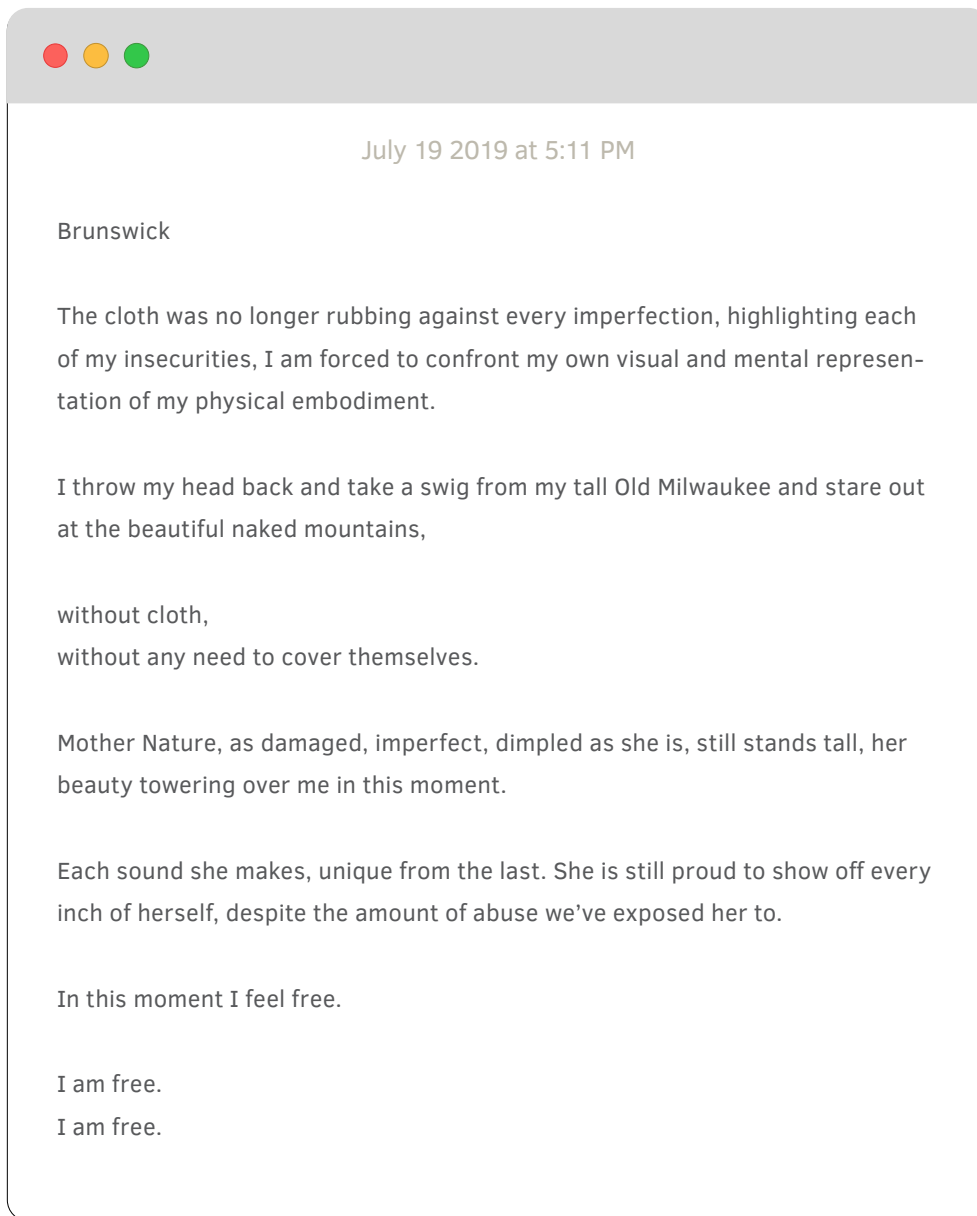 July 19 2019 at 5:11 PM
Brunswick
The cloth was no longer rubbing against every imperfection, highlighting each
of my insecurities, I am forced to confront my own visual and mental represen-
tation of my physical embodiment.
I throw my head back and take a swig from my tall Old Milwaukee and stare out
at the beautiful naked mountains,
without cloth,
without any need to cover themselves.
Mother Nature, as damaged, imperfect, dimpled as she is, still stands tall, her
beauty towering over me in this moment.
Each sound she makes, unique from the last. She is still proud to show off every
inch of herself, despite the amount of abuse we’ve exposed her to.
In this moment I feel free.
I am free.
I am free.